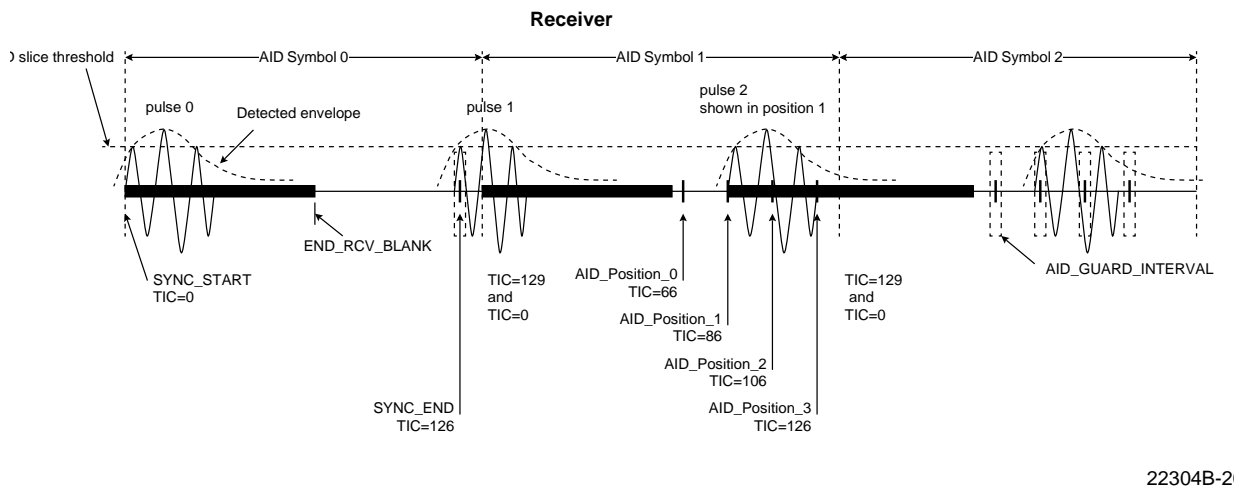 Receiver
slice threshold
AID Symbol 0
AID Symbol 1
AID Symbol 2
pulse 0
Detected envelope
pulse 1
pulse 2
shown in position 1
END_RCV_BLANK
SYNC_START
TIC=0
TIC=129
and
TIC=0
AID_Position_0
TIC=66
AID_Position_1
TIC=86
AID_Position_2
TIC=106
AID_Position_3
TIC=126
SYNC_END
TIC=126
TIC=129
and
TIC=0
AID_GUARD_INTERVAL